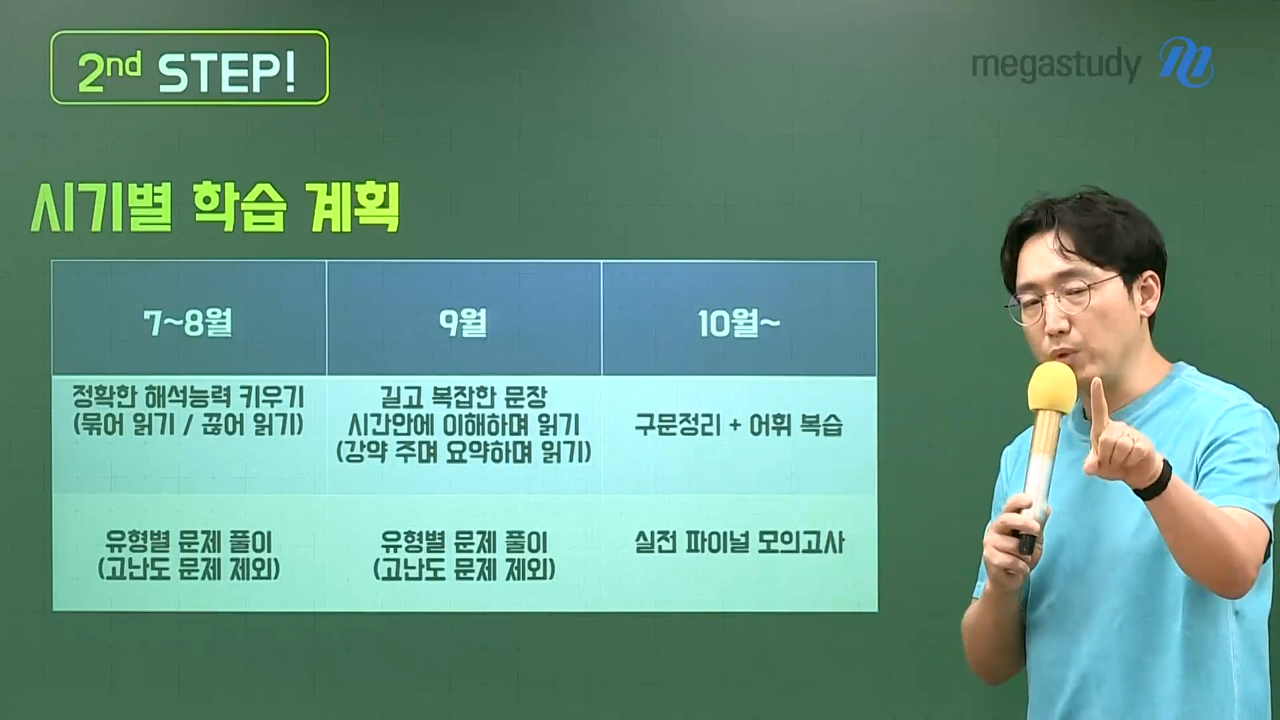 2nd STEP!
megastudy
시기별 학습 계획
7~8월
9월
10월~
정확한 해석능력 키우기
(묶어 읽기 / 끊어 읽기)
길고 복잡한 문장
시간안에 이해하며 읽기
(강약 주며 요약하며 읽기)
구문정리 + 어휘 복습
유형별 문제 풀이
(고난도 문제 제외)
유형별 문제 풀이
(고난도 문제 제외)
실전 파이널 모의고사